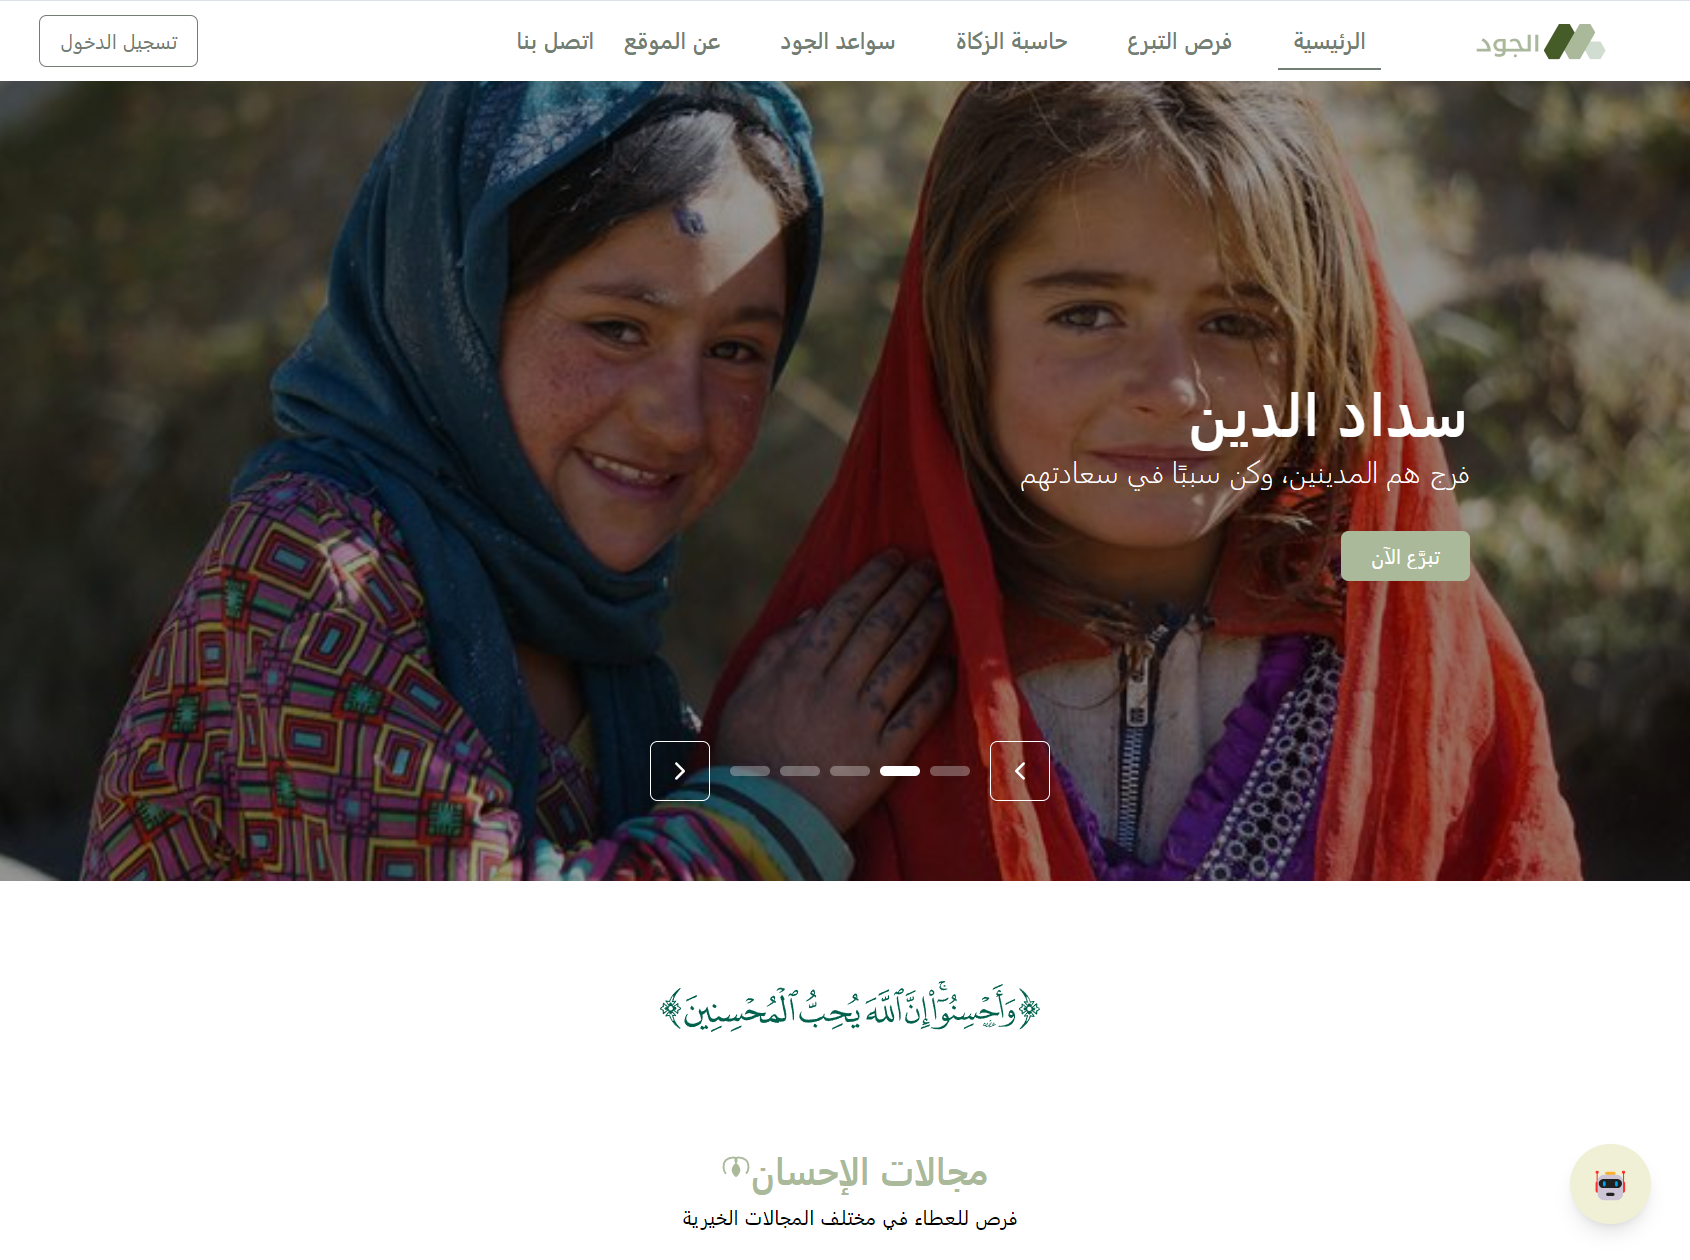 الجود
الرئيسية
فرص التبرع
حاسبة الزكاة
سواعد الجود
عن الموقع
اتصل بنا
تسجيل الدخول
سداد الدين
فرج هم المدينين، وكن سببًا في سعادتهم
تبرَّع الآن
﴿وَأَحْسِنُوٓا۟ إِنَّ ٱللَّهَ يُحِبُّ ٱلْمُحْسِنِينَ﴾
مجالات الإحسان
فرص للعطاء في مختلف المجالات الخيرية